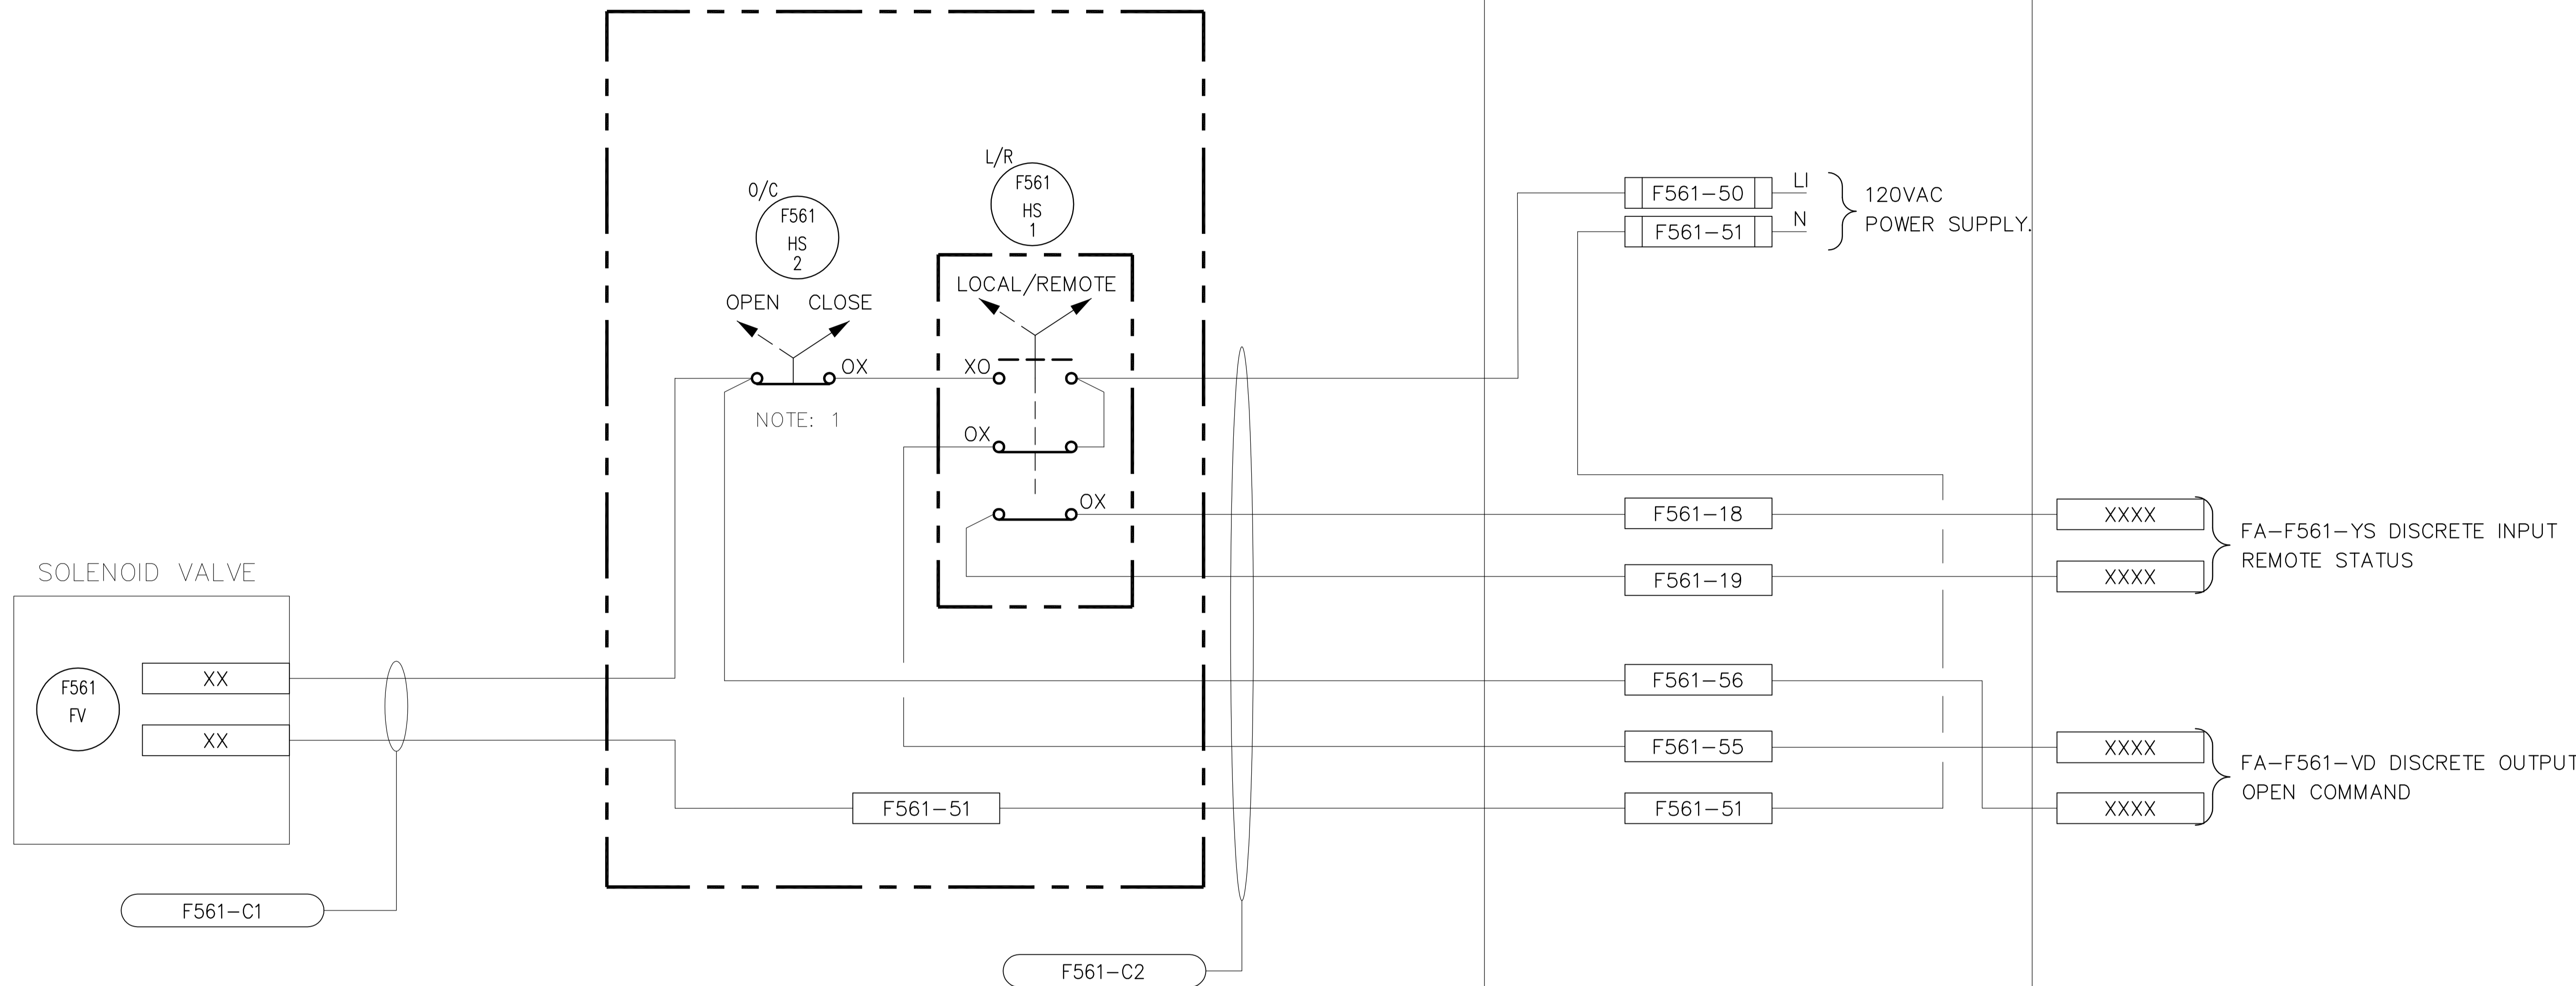 L/R
F561
HS
1
O/C
F561
HS
2
OPEN CLOSE
LOCAL/REMOTE
OX
XO
NOTE: 1
OX
OX
F561-50
LI
F561-51
N
120VAC
POWER SUPPLY.
F561-18
XXXX
F561-19
XXXX
FA-F561-YS DISCRETE INPUT
REMOTE STATUS
SOLENOID VALVE
F561
FV
XX
XX
F561-56
F561-55
XXXX
F561-51
F561-51
XXXX
FA-F561-VD DISCRETE OUTPUT
OPEN COMMAND
F561-C1
F561-C2